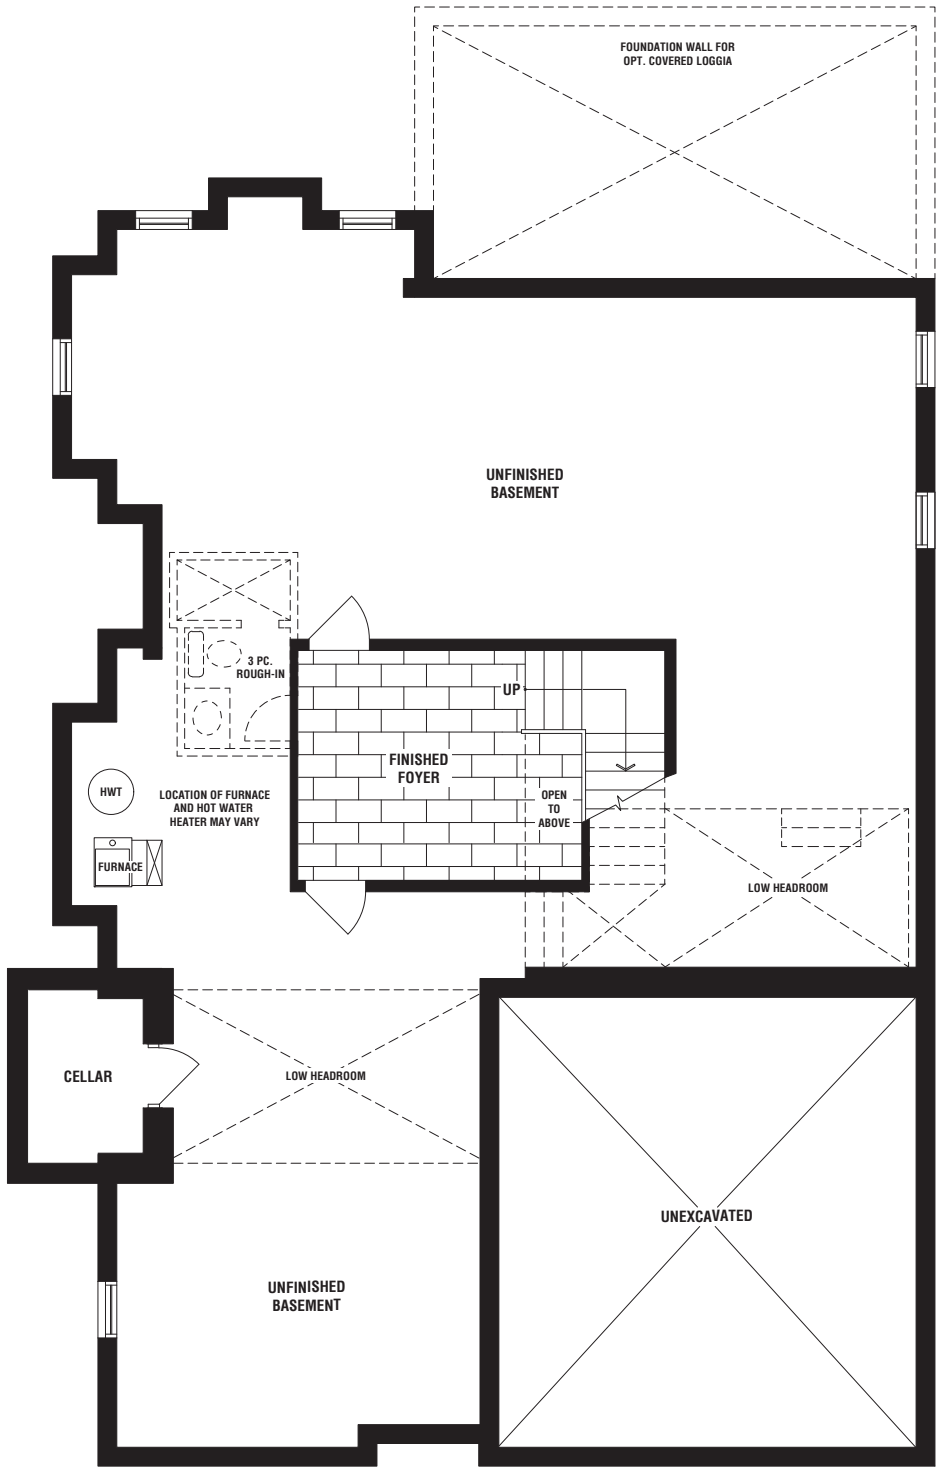 FOUNDATION WALL FOR
OPT. COVERED LOGGIA
UNFINISHED
BASEMENT
3 PC.
ROUGH-IN
UP
FINISHED
FOYER
HWT
LOCATION OF FURNACE
AND HOT WATER
HEATER MAY VARY
OPEN
TO
ABOVE
FURNACE
LOW HEADROOM
CELLAR
LOW HEADROOM
UNEXCAVATED
UNFINISHED
BASEMENT